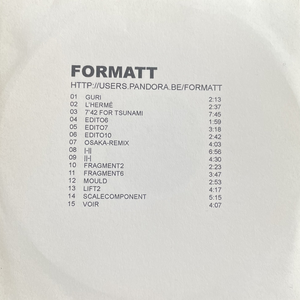 FORMATT
HTTP://USERS.PANDORA.BE/FORMATT
01 GURI 2:13
02 L'HERMÉ 2:37
03 7'42 FOR TSUNAMI 7:45
04 EDITO6 1:59
05 EDITO7 3:18
06 EDITO10 2:42
07 OSAKA-REMIX 4:03
08 |-|| 6:56
09 ||-| 4:30
10 FRAGMENT2 2:23
11 FRAGMENT6 3:47
12 MOULD 2:53
13 LIFT2 4:17
14 SCALECOMPONENT 6:15
15 VOIR 4:07